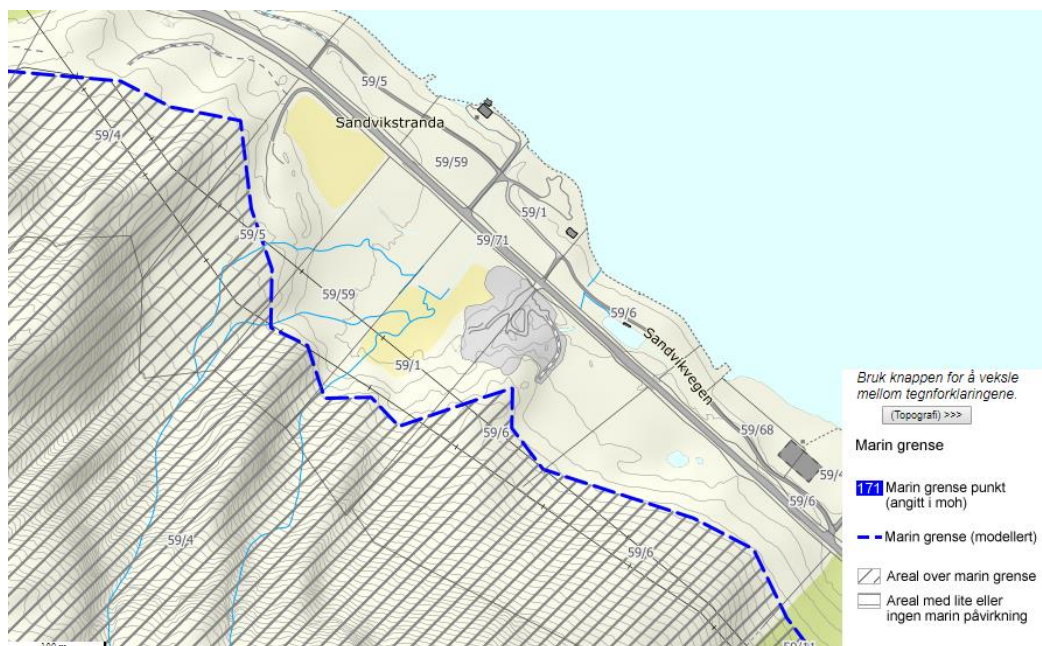 59/5
59/4
Sandvikstranda
59/59
59/1
59/5
59/71
59/59
59/6
Sandvikvegen
59/1
59/6
59/68
59/6
59/4
59/6
Bruk knappen for å veksle
mellom tegnforklaringene.
(Topografi) >>>
Marin grense
171 Marin grense punkt
(angitt i moh)
Marin grense (modellert)
Areal over marin grense
Areal med lite eller
ingen marin påvirkning